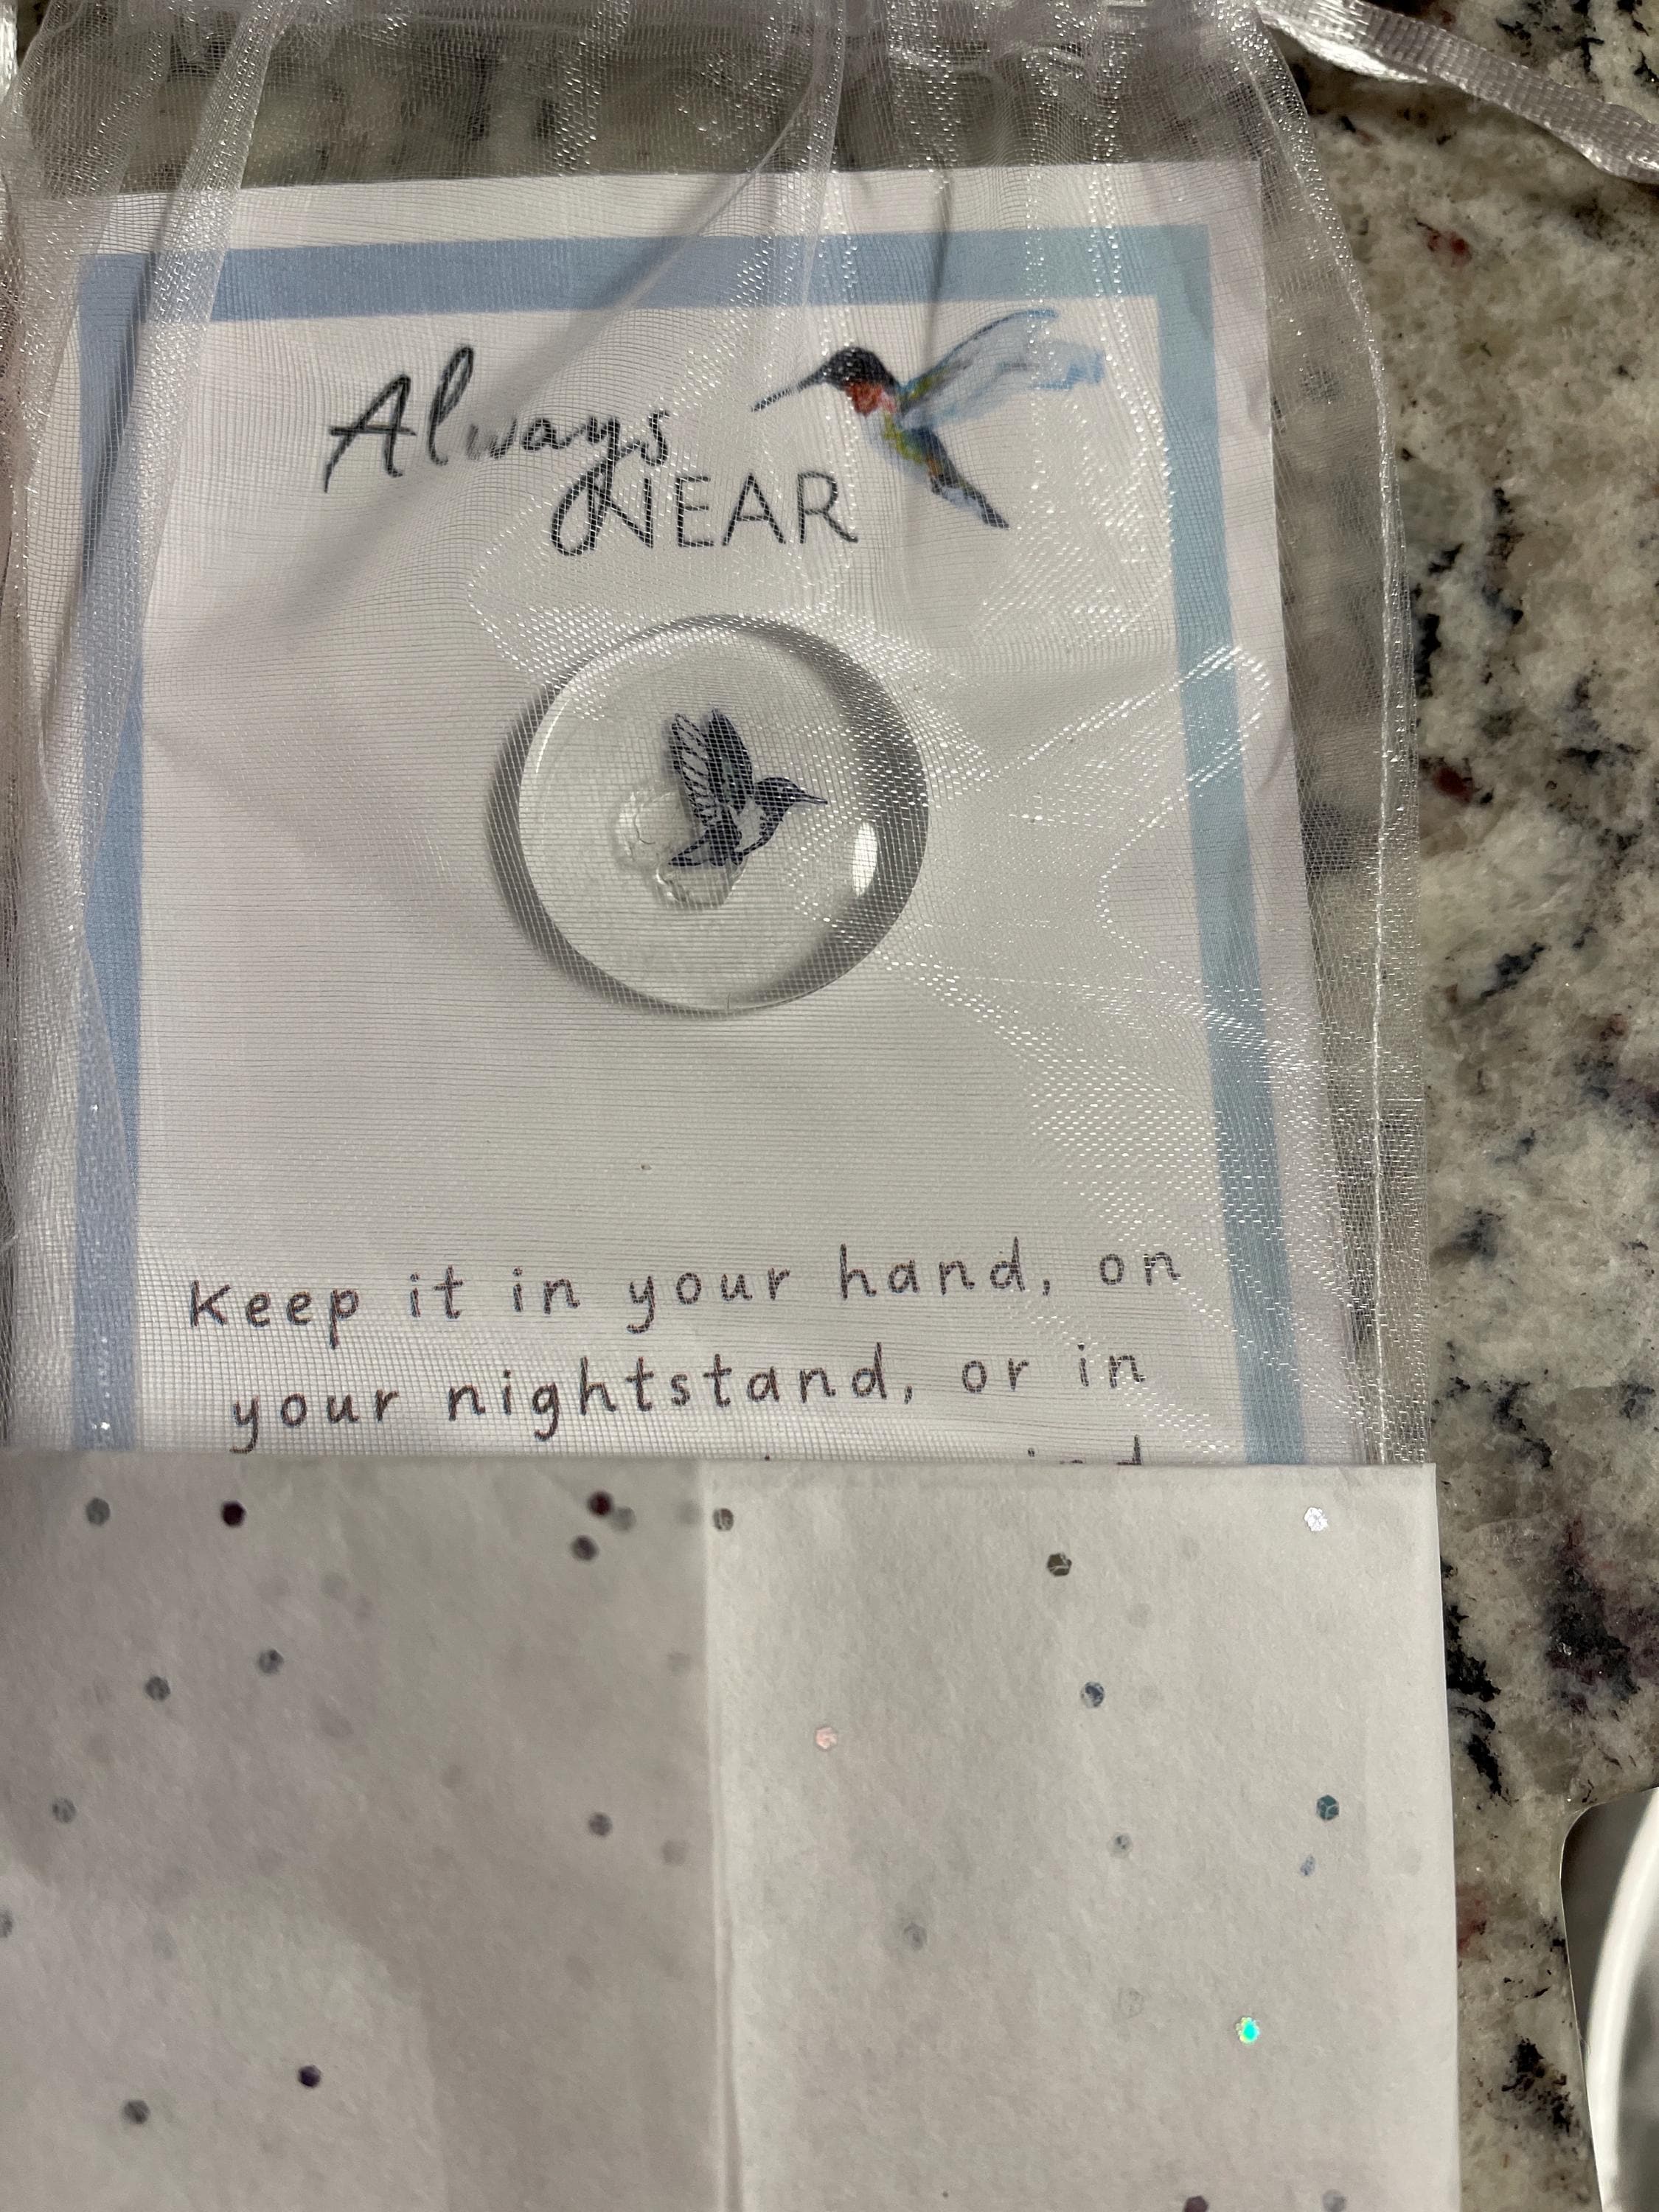 Always
NEAR
Keep it in your hand, on
your nightstand, or in